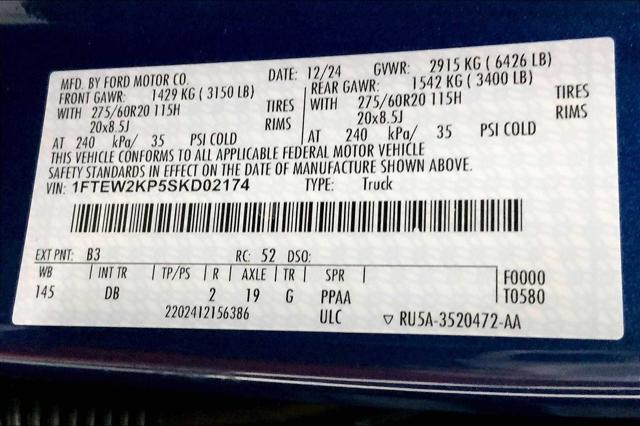 MFD. BY FORD MOTOR CO. DATE: 12/24 GVWR: 2915 KG ( 6426 LB)
FRONT GAWR: 1429 KG ( 3150 LB) REAR GAWR: 1542 KG ( 3400 LB)
WITH 275/60R20 115H TIRES WITH 275/60R20 115H TIRES
20x8.5J RIMS 20x8.5J RIMS
AT 240 kPa/ 35 PSI COLD AT 240 kPa/ 35 PSI COLD
THIS VEHICLE CONFORMS TO ALL APPLICABLE FEDERAL MOTOR VEHICLE
SAFETY STANDARDS IN EFFECT ON THE DATE OF MANUFACTURE SHOWN ABOVE.
VIN: 1FTEW2KP5SKD02174 TYPE: Truck
EXT PNT: B3 RC: 52 DSO:
WB INT TR TP/PS R AXLE TR SPR F0000
145 DB 2 19 G PPAA T0580
2202412156386 ULC ▽ RU5A-3520472-AA